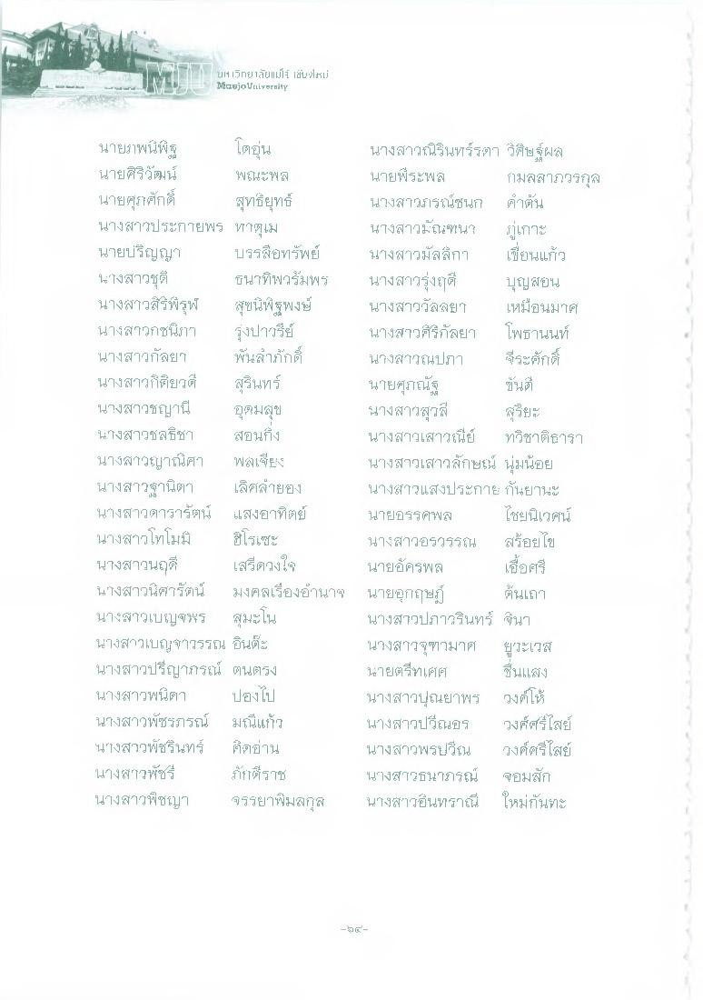 มหาวิทยาลัยแม่โจ้ เชียงใหม่
Maejo University
MJU
นายภพนิพิฐ โตอุ่น
นายศิริวัฒน์ พณะพล
นายศุภศักดิ์ สุทธิยุทธ์
นางสาวประกายพร ทาตุเม
นายปริญญา บรรลือทรัพย์
นางสาวชุตี ธนาทิพวรัมพร
นางสาวสิริพิรุฬ สุขนิพิฐพงษ์
นางสาวกชนิภา รุ่งปาวรีย์
นางสาวกัลยา พันลำภักดิ์
นางสาวกิติยวดี สุรินทร์
นางสาวชญานี อุดมสุข
นางสาวชลธิชา สอนกิ่ง
นางสาวญาณิศา พลเจียง
นางสาวฐานิตา เลิศลำยอง
นางสาวดารารัตน์ แสงอาทิตย์
นางสาวโทโมมิ ฮิโรเซะ
นางสาวนฤดี เสรีดวงใจ
นางสาวนิศารัตน์ มงคลเรืองอำนาจ
นางสาวเบญจพร สุมะโน
นางสาวเบญจาวรรณ อินต๊ะ
นางสาวปรีญาภรณ์ ตนตรง
นางสาวพนิดา ปองไป
นางสาวพัชรภรณ์ มณีแก้ว
นางสาวพัชรินทร์ คิดอ่าน
นางสาวพัชรี ภักดีราช
นางสาวพิชญา จรรยาพิมลกุล
นางสาวณิรินทร์รดา วิศิษฐ์ผล
นายพีระพล กมลลาภวรกุล
นางสาวภรณ์ชนก คำตัน
นางสาวมัณฑนา ภู่เกาะ
นางสาวมัลลิกา เขื่อนแก้ว
นางสาวรุ่งฤดี บุญสอน
นางสาววัลลยา เหมือนมาศ
นางสาวศิริกัลยา โพธานนท์
นางสาวณปภา จีระศักดิ์
นายศุภณัฐ ขันตี
นางสาวสุวลี สุริยะ
นางสาวเสาวณีย์ ทวิชาติธารา
นางสาวเสาวลักษณ์ นุ่มน้อย
นางสาวแสงประกาย กันยานะ
นายอรรคพล ไชยนิเวศน์
นางสาวอรวรรณ สร้อยไข
นายอัครพล เอื้อศรี
นายอุกฤษฎ์ ต้นเถา
นางสาวปภาวรินทร์ จินา
นางสาวจุฑามาศ ยูวะเวส
นายตรีทเศศ ชื่นแสง
นางสาวปุณยาพร วงค์โห้
นางสาวปวีณอร วงศ์ศรีไสย์
นางสาวพรปวีณ วงค์ศรีไสย์
นางสาวธนาภรณ์ จอมสัก
นางสาวอินทราณี ใหม่กันทะ
-๖๔-